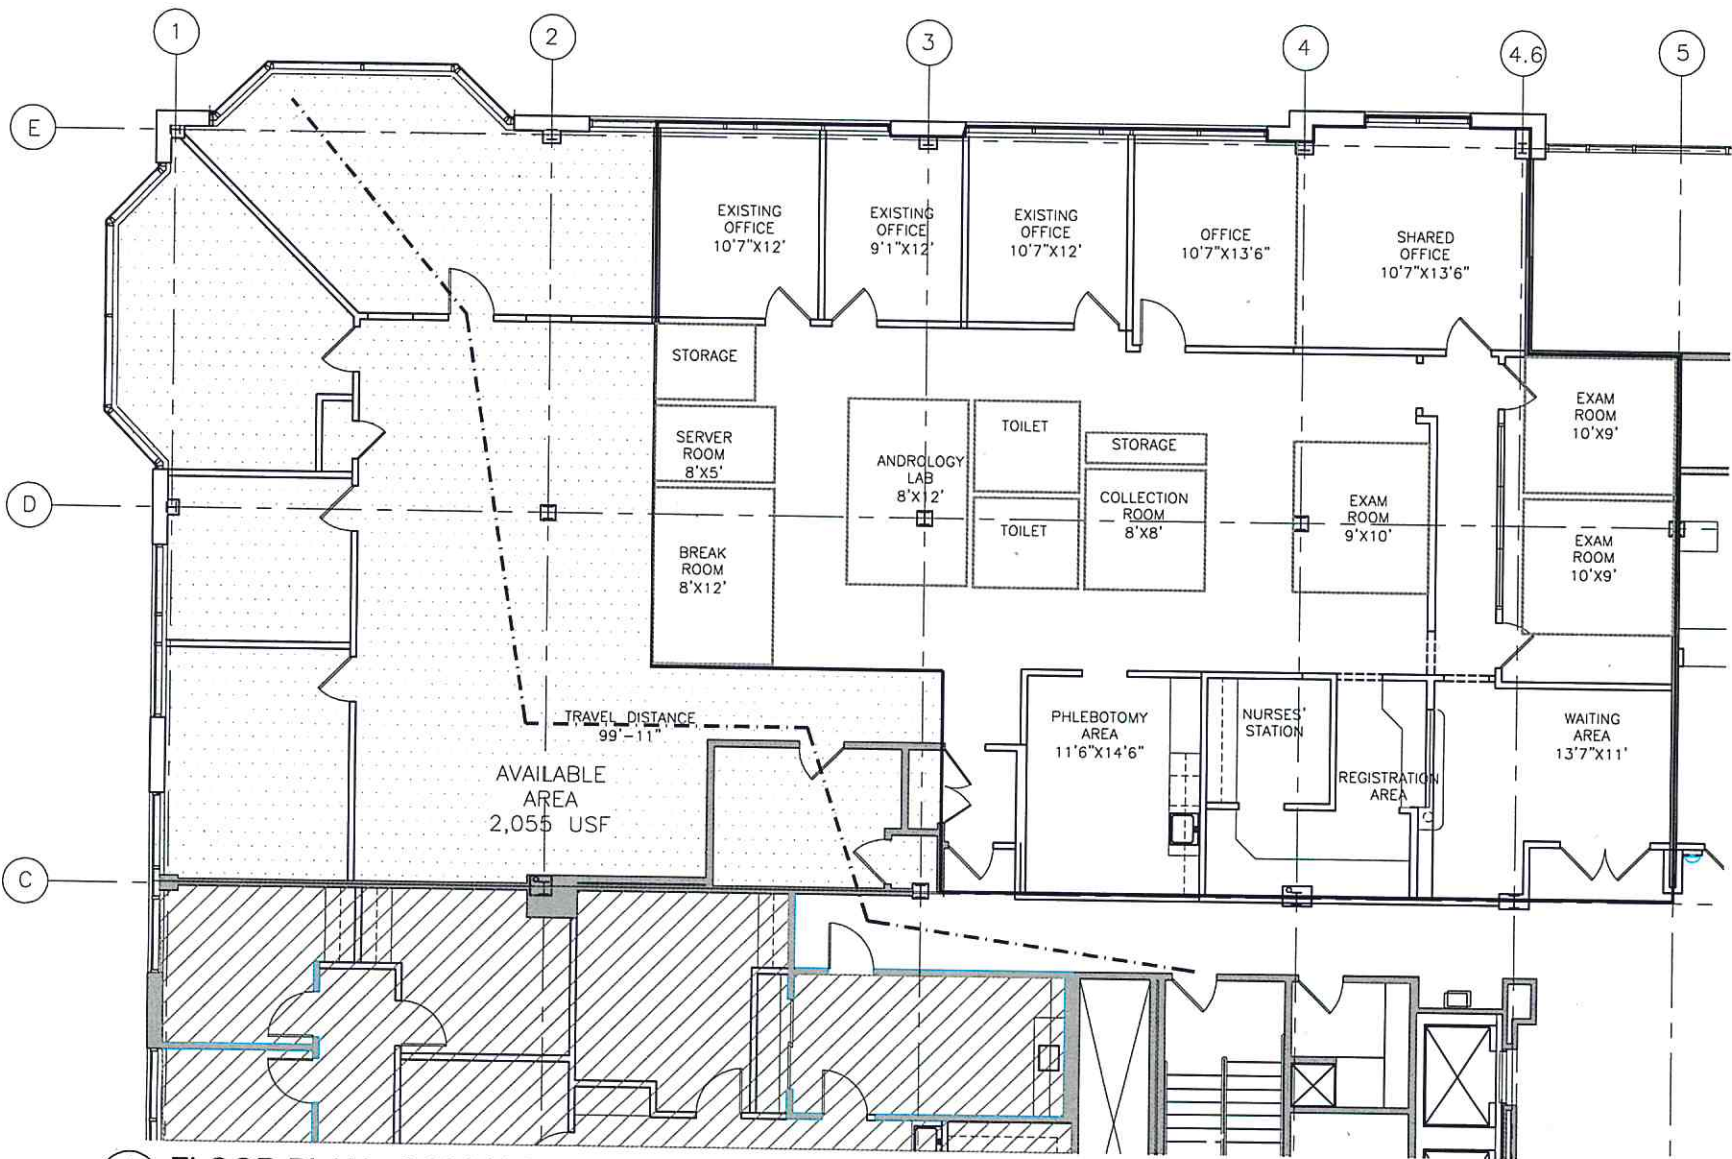 1
2
3
4
4.6
5
E
EXISTING
OFFICE
10'7"X12'
EXISTING
OFFICE
9'1"X12'
EXISTING
OFFICE
10'7"X12'
OFFICE
10'7"X13'6"
SHARED
OFFICE
10'7"X13'6"
STORAGE
SERVER
ROOM
8'X5'
BREAK
ROOM
8'X12'
ANDROLOGY
LAB
8'X12'
TOILET
TOILET
STORAGE
COLLECTION
ROOM
8'X8'
EXAM
ROOM
9'X10'
EXAM
ROOM
10'X9'
EXAM
ROOM
10'X9'
D
TRAVEL DISTANCE
99'-11"
AVAILABLE
AREA
2,055 USF
PHLEBOTOMY
AREA
11'6"X14'6"
NURSES'
STATION
REGISTRATION
AREA
WAITING
AREA
13'7"X11'
C